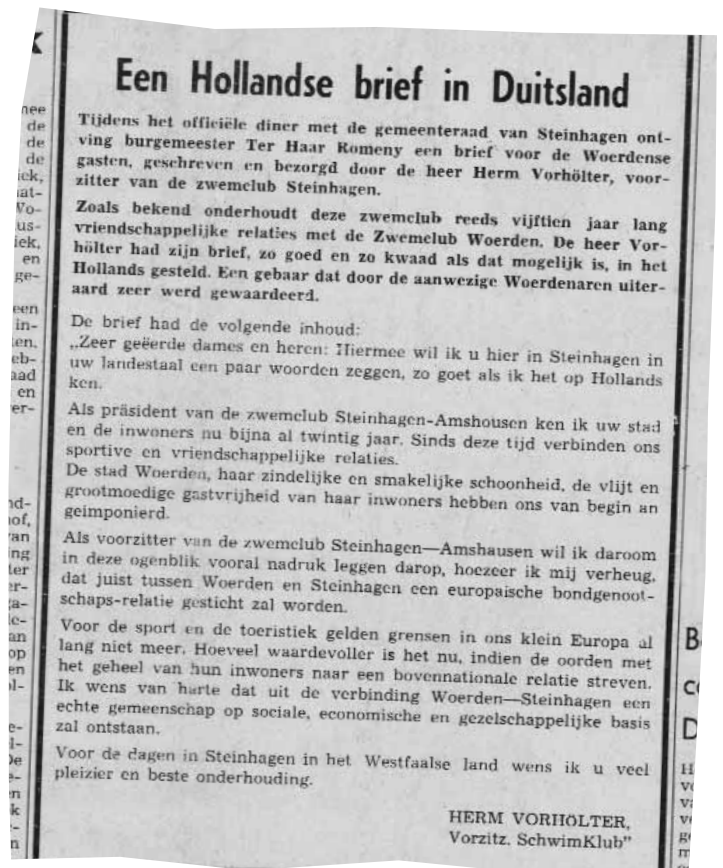 Een Hollandse brief in Duitsland
Tijdens het officiële diner met de gemeenteraad van Steinhagen ont-
ving burgemeester Ter Haar Romeny een brief voor de Woerdense
gasten, geschreven en bezorgd door de heer Herm Vorhölter, voor-
zitter van de zwemclub Steinhagen.
Zoals bekend onderhoudt deze zwemclub reeds vijftien jaar lang
vriendschappelijke relaties met de Zwemclub Woerden. De heer Vor-
hölter had zijn brief, zo goed en zo kwaad als dat mogelijk is, in het
Hollands gesteld. Een gebaar dat door de aanwezige Woerdenaren uiter-
aard zeer werd gewaardeerd.
De brief had de volgende inhoud:
„Zeer geëerde dames en heren: Hiermee wil ik u hier in Steinhagen in
uw landestaal een paar woorden zeggen, zo goet als ik het op Hollands
ken.
Als präsident van de zwemclub Steinhagen-Amshousen ken ik uw stad
en de inwoners nu bijna al twintig jaar. Sinds deze tijd verbinden ons
sportive en vriendschappelijke relaties.
De stad Woerden, haar zindelijke en smakelijke schoonheid, de vlijt en
grootmoedige gastvrijheid van haar inwoners hebben ons van begin an
geimponierd.
Als voorzitter van de zwemclub Steinhagen—Amshausen wil ik daroom
in deze ogenblik vooral nadruk leggen darop, hoezeer ik mij verheug,
dat juist tussen Woerden en Steinhagen een europaische bondgenoot-
schaps-relatie gesticht zal worden.
Voor de sport en de toeristiek gelden grensen in ons klein Europa al
lang niet meer. Hoeveel waardevoller is het nu, indien de oorden met
het geheel van hun inwoners naar een bovennationale relatie streven.
Ik wens van harte dat uit de verbinding Woerden—Steinhagen een
echte gemeenschap op sociale, economische en gezelschappelijke basis
zal ontstaan.
Voor de dagen in Steinhagen in het Westfaalse land wens ik u veel
pleizier en beste onderhouding.
HERM VORHÖLTER,
Vorzitz. SchwimKlub"